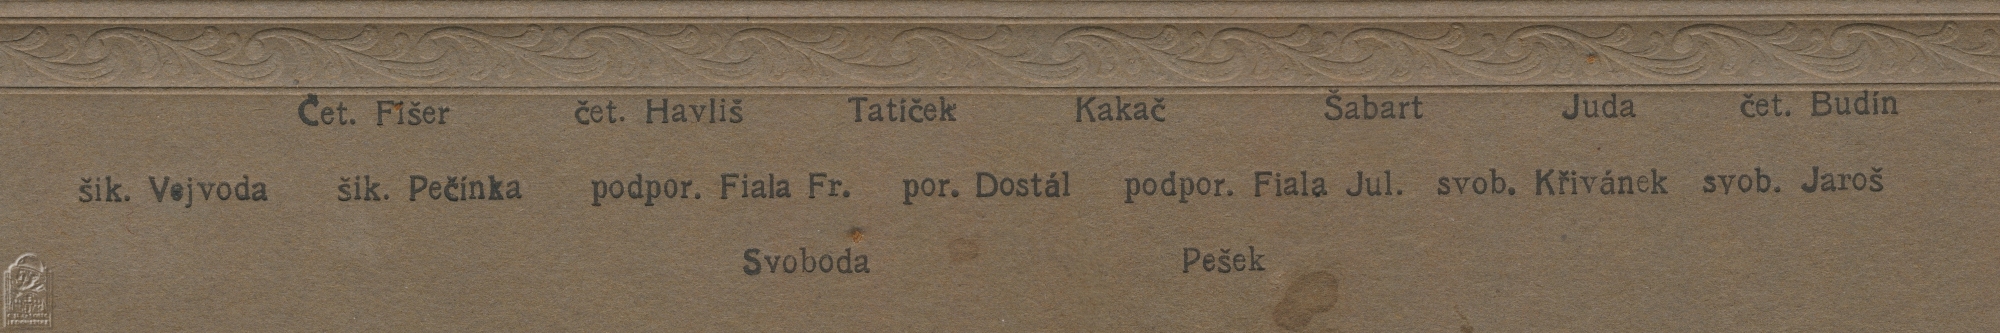 Čet. Fišer čet. Havliš Tatíček Kakač Šabart Juda čet. Budín
šik. Vejvoda šik. Pečínka podpor. Fiala Fr. por. Dostál podpor. Fiala Jul. svob. Křivánek svob. Jaroš
Svoboda Pešek